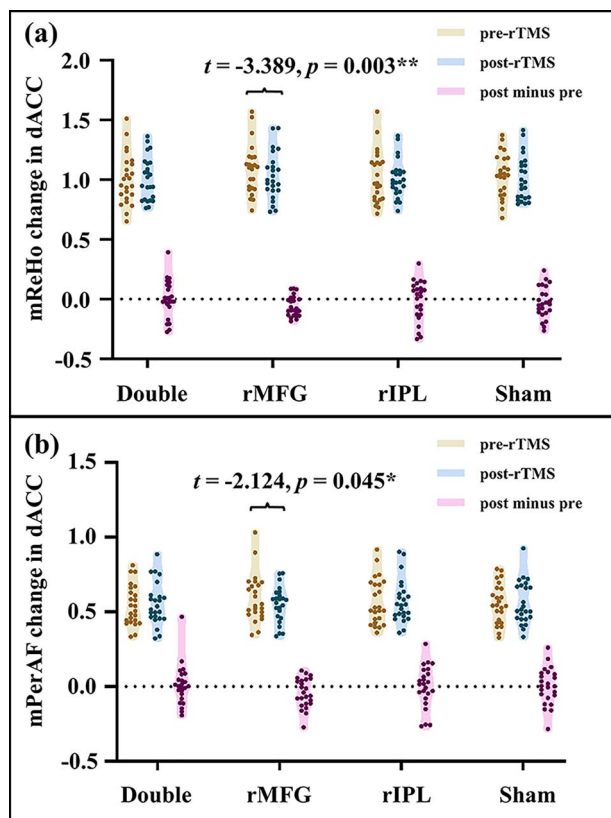 (a)
pre-rTMS
post-rTMS
post minus pre
t = -3.389, p = 0.003**
mReHo change in dACC
2.0
1.5
1.0
0.5
0.0
-0.5
Double rMFG rIPL Sham
(b)
pre-rTMS
post-rTMS
post minus pre
t = -2.124, p = 0.045*
mPerAF change in dACC
1.5
1.0
0.5
0.0
-0.5
Double rMFG rIPL Sham